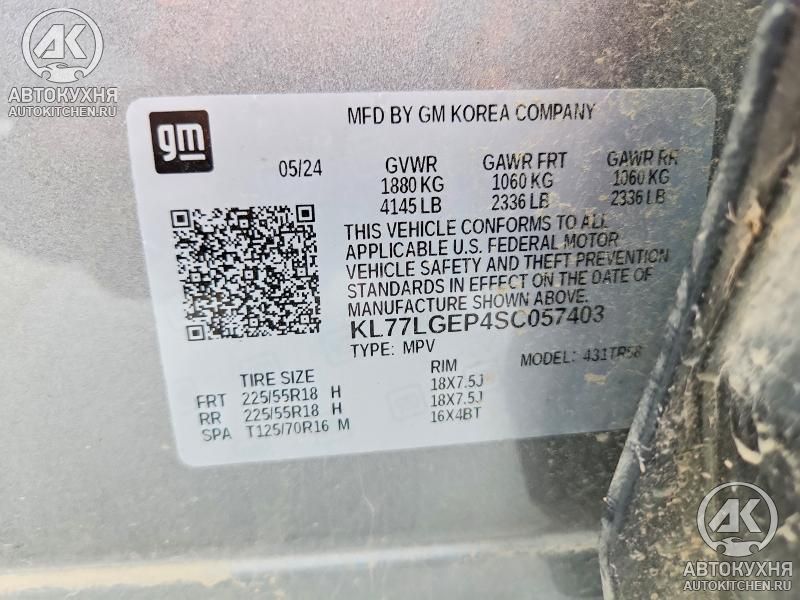 AK
АВТОКУХНЯ
AUTOKITCHEN.RU
gm
MFD BY GM KOREA COMPANY
05/24
GVWR GAWR FRT GAWR RR
1880 KG 1060 KG 1060 KG
4145 LB 2336 LB 2336 LB
THIS VEHICLE CONFORMS TO ALL
APPLICABLE U.S. FEDERAL MOTOR
VEHICLE SAFETY AND THEFT PREVENTION
STANDARDS IN EFFECT ON THE DATE OF
MANUFACTURE SHOWN ABOVE.
KL77LGEP4SC057403
TYPE: MPV MODEL: 431TR58
TIRE SIZE RIM
FRT 225/55R18 H 18X7.5J
RR 225/55R18 H 18X7.5J
SPA T125/70R16 M 16X4BT
AK
АВТОКУХНЯ
AUTOKITCHEN.RU